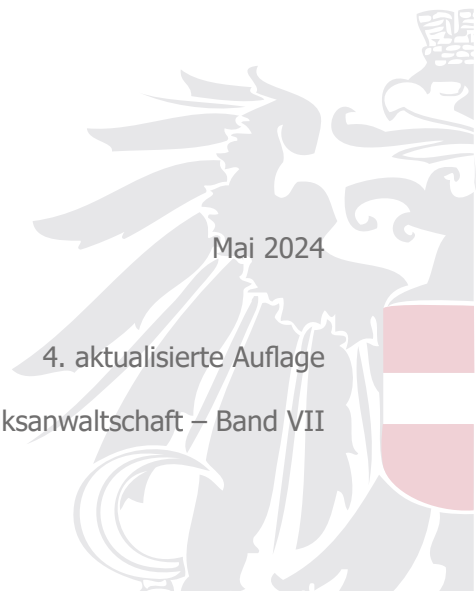 Mai 2024
4. aktualisierte Auflage
ksanwaltschaft – Band VII